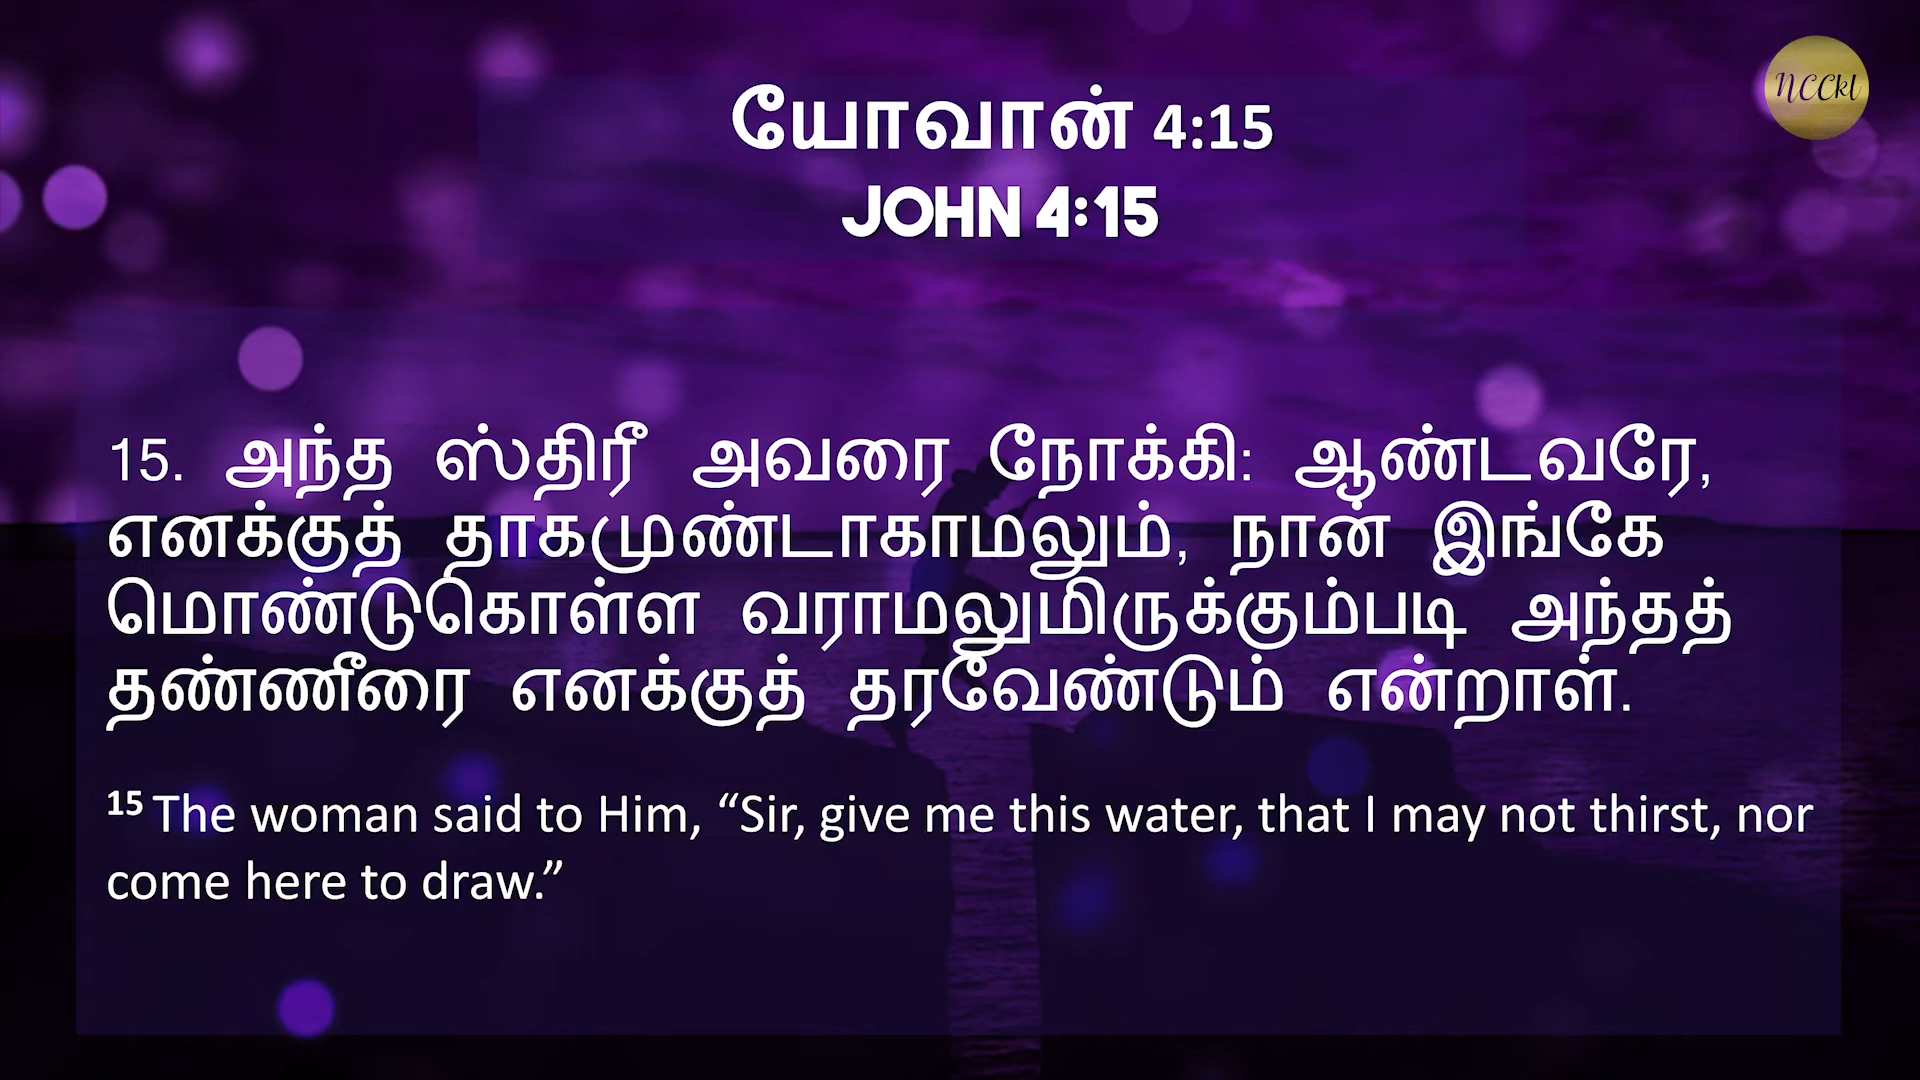 NCCkl
யோவான் 4:15
JOHN 4:15
15. அந்த ஸ்திரீ அவரை நோக்கி: ஆண்டவரே,
எனக்குத் தாகமுண்டாகாமலும், நான் இங்கே
மொண்டுகொள்ள வராமலுமிருக்கும்படி அந்தத்
தண்ணீரை எனக்குத் தரவேண்டும் என்றாள்.
15 The woman said to Him, “Sir, give me this water, that I may not thirst, nor
come here to draw.”